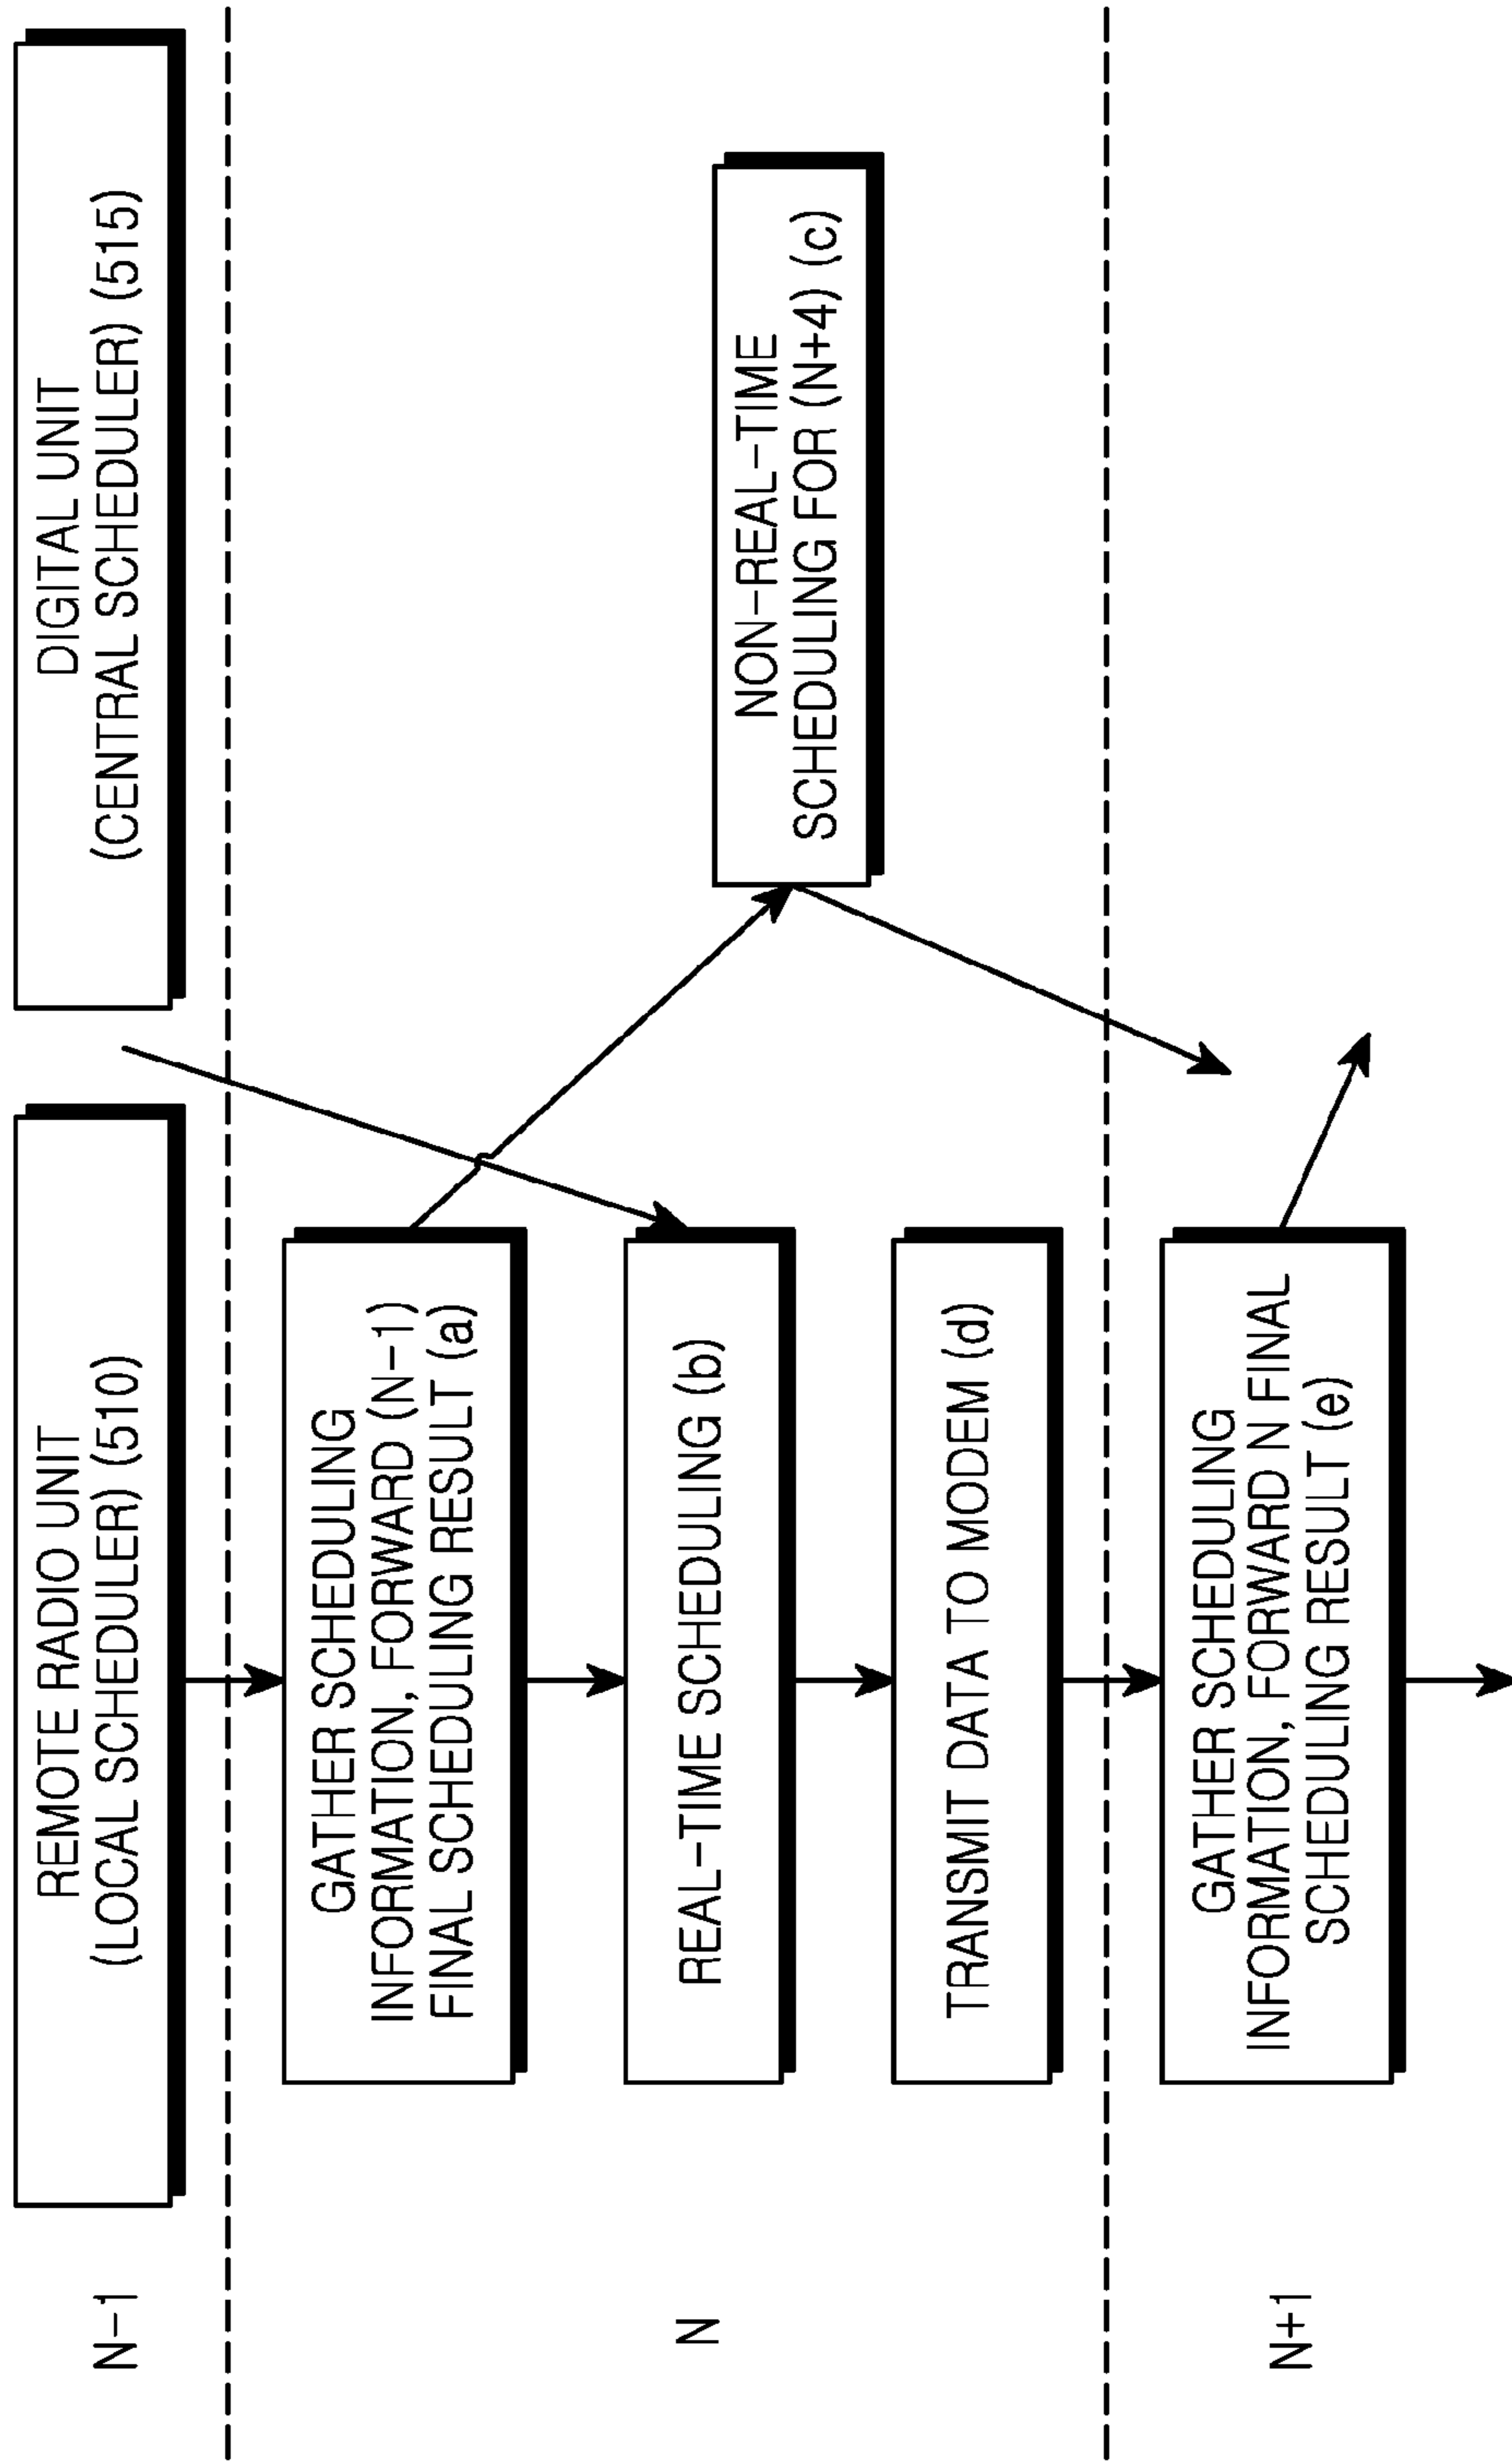 N-1
REMOTE RADIO UNIT
(LOCAL SCHEDULER) (510)
DIGITAL UNIT
(CENTRAL SCHEDULER) (515)
N
GATHER SCHEDULING
INFORMATION, FORWARD (N-1)
FINAL SCHEDULING RESULT (a)
REAL-TIME SCHEDULING (b)
NON-REAL-TIME
SCHEDULING FOR (N+4) (c)
TRANSMIT DATA TO MODEM (d)
N+1
GATHER SCHEDULING
INFORMATION, FORWARD N FINAL
SCHEDULING RESULT (e)